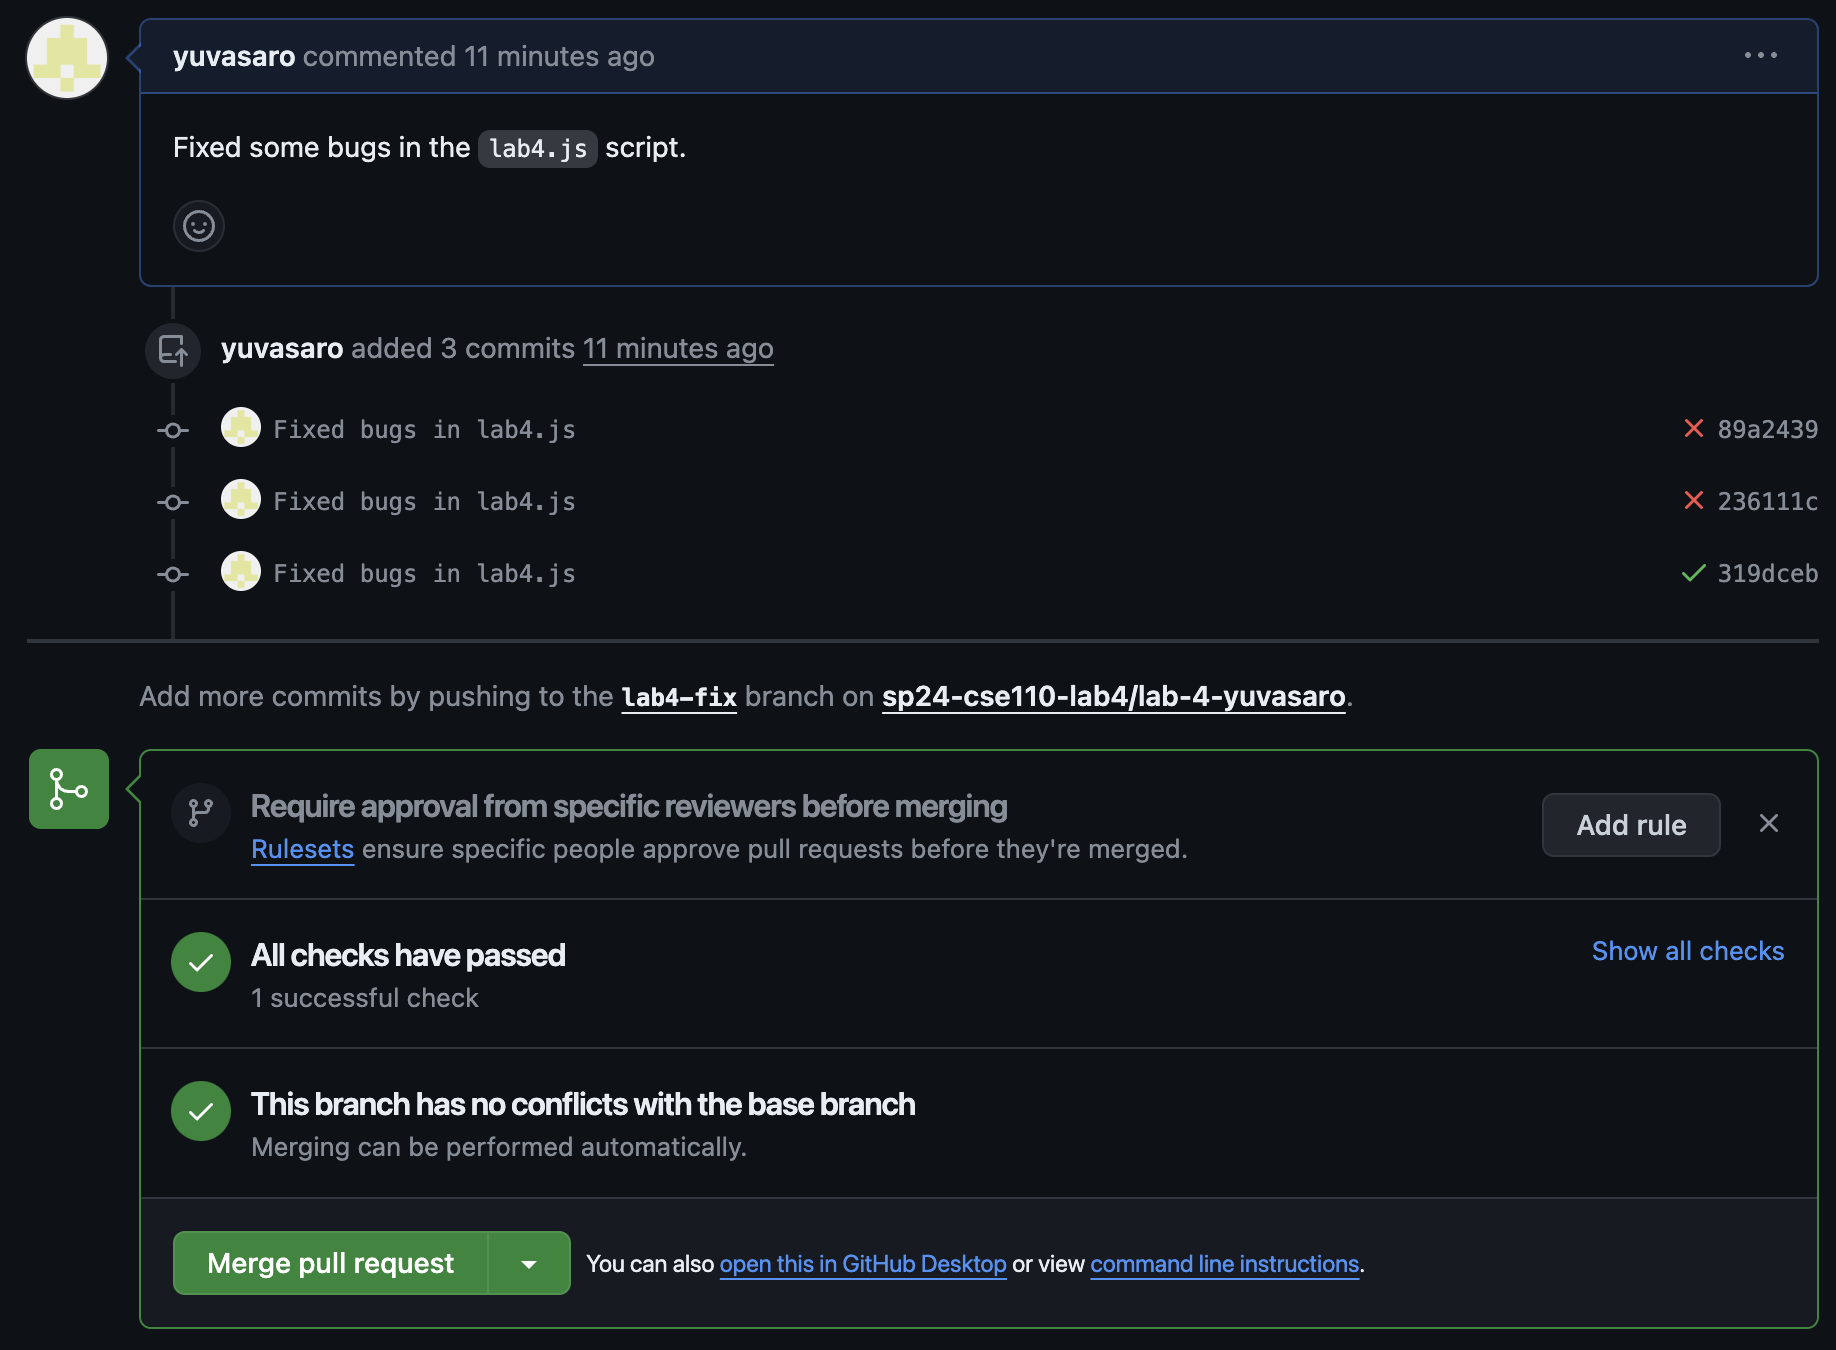 yuvasaro commented 11 minutes ago
Fixed some bugs in the lab4.js script.
yuvasaro added 3 commits 11 minutes ago
Fixed bugs in lab4.js 89a2439
Fixed bugs in lab4.js 236111c
Fixed bugs in lab4.js 319dceb
Add more commits by pushing to the lab4-fix branch on sp24-cse110-lab4/lab-4-yuvasaro.
Require approval from specific reviewers before merging
Rulesets ensure specific people approve pull requests before they're merged.
Add rule
All checks have passed
1 successful check
Show all checks
This branch has no conflicts with the base branch
Merging can be performed automatically.
Merge pull request You can also open this in GitHub Desktop or view command line instructions.